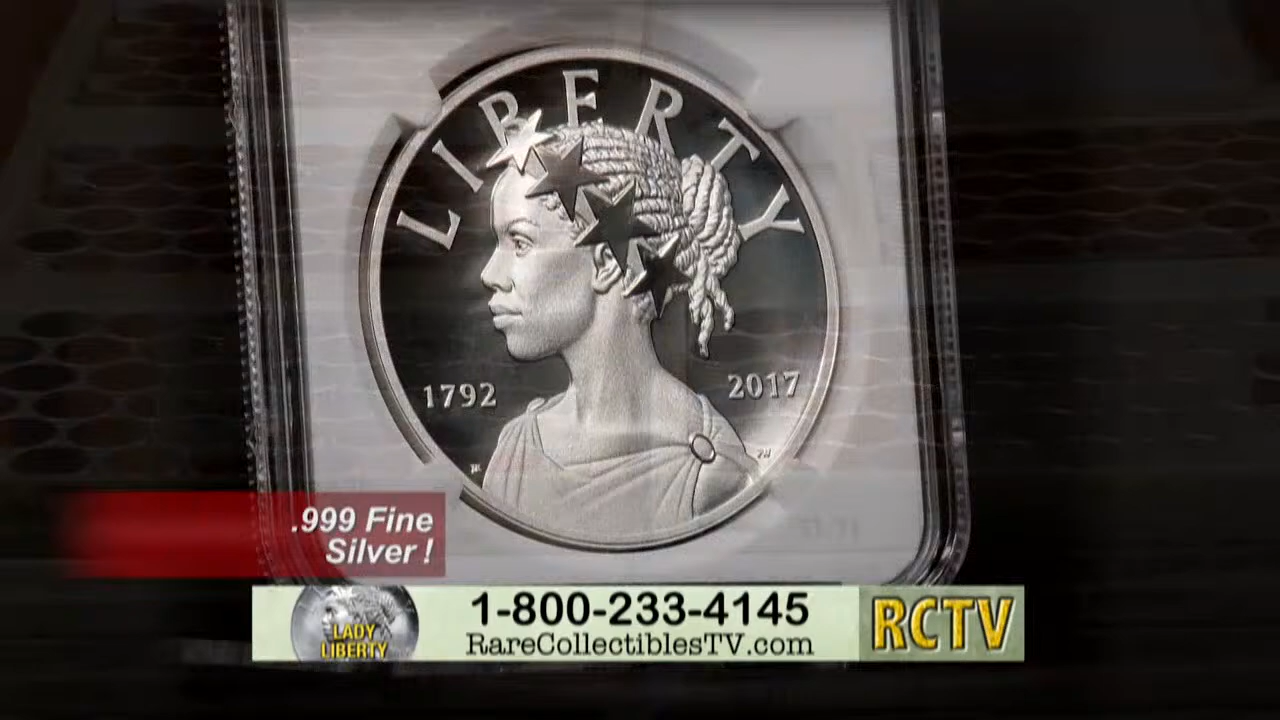 LIBERTY
1792
2017
.999 Fine
Silver !
LADY
LIBERTY
1-800-233-4145
RareCollectiblesTV.com
RCTV